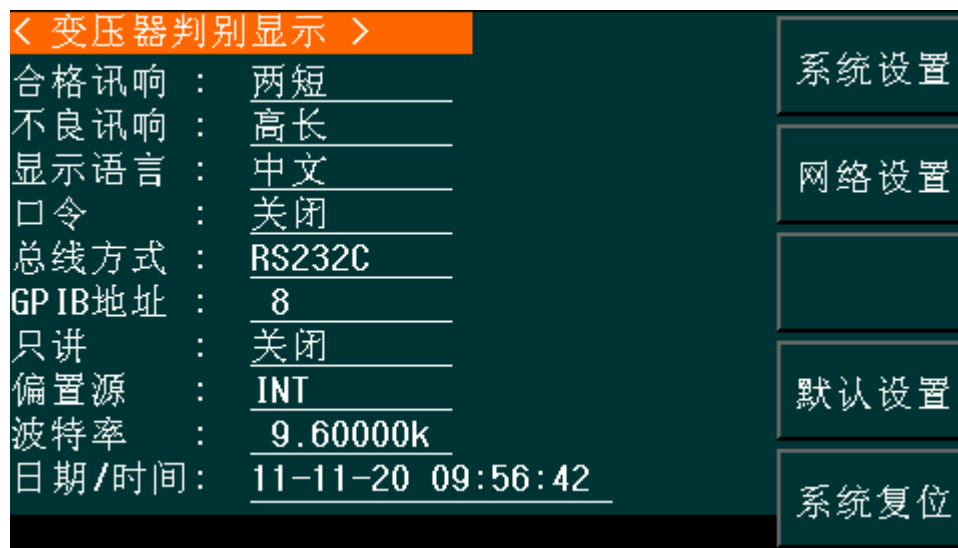 < 变压器判别显示 >
合格讯响 : 两短
不良讯响 : 高长
显示语言 : 中文
口令 : 关闭
总线方式 : RS232C
GPIB地址 : 8
只讲 : 关闭
偏置源 : INT
波特率 : 9.60000k
日期/时间: 11-11-20 09:56:42
系统设置
网络设置
默认设置
系统复位